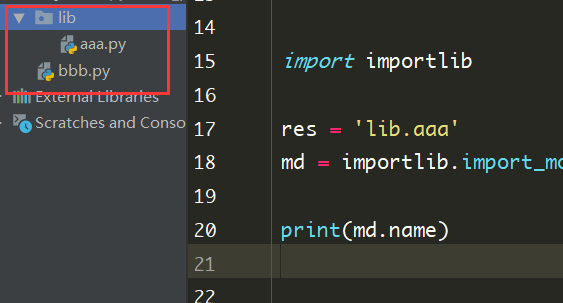 lib
aaa.py
bbb.py
External Libraries
Scratches and Conso
14
15 import importlib
16
17 res = 'lib.aaa'
18 md = importlib.import_mo
19
20 print(md.name)
21
22